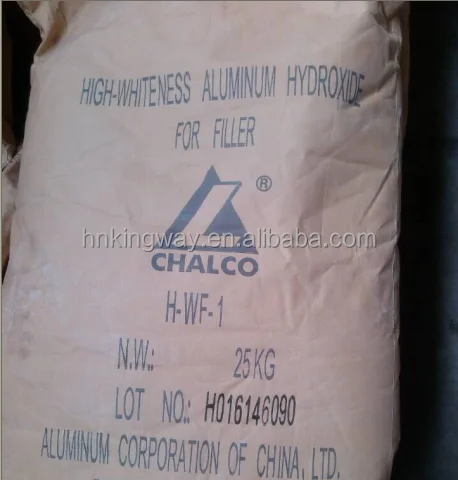 HIGH-WHITENESS ALUMINUM HYDROXIDE
FOR FILLER
®
hnkingway.en.alibaba.com
CHALCO
H-WF-1
N.W.: 25KG
LOT NO.: H016146090
ALUMINUM CORPORATION OF CHINA, LTD.